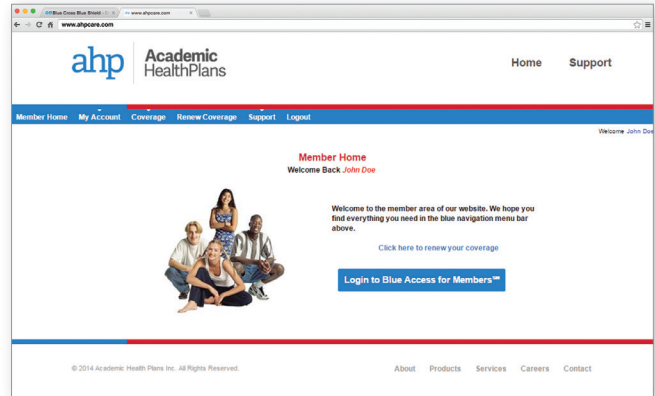 Blue Cross Blue Shield
www.ahpcare.com
www.ahpcare.com
ahp Academic
HealthPlans
Home Support
Member Home My Account Coverage Renew Coverage Support Logout
Welcome John Doe
Member Home
Welcome Back John Doe
Welcome to the member area of our website. We hope you
find everything you need in the blue navigation menu bar
above.
Click here to renew your coverage
Login to Blue Access for Members℠
© 2014 Academic Health Plans Inc. All Rights Reserved.
About Products Services Careers Contact